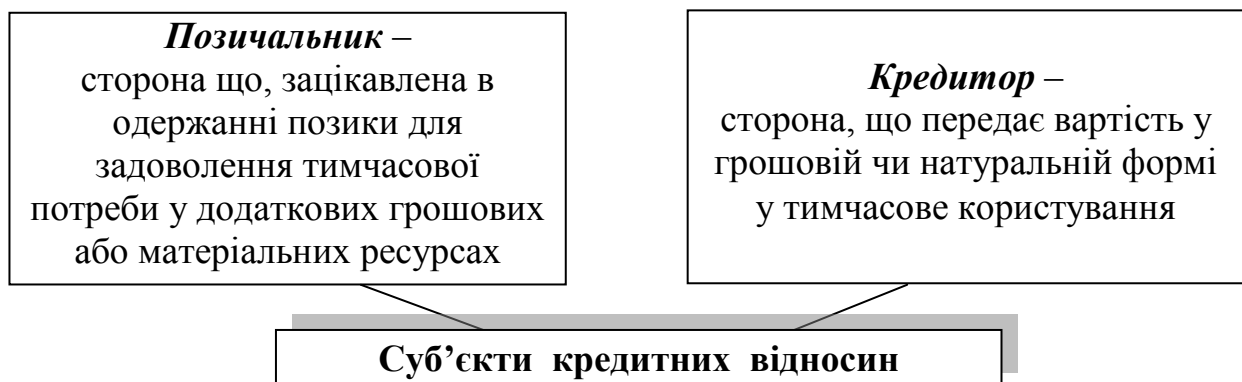 Позичальник –
сторона що, зацікавлена в
одержанні позики для
задоволення тимчасової
потреби у додаткових грошових
або матеріальних ресурсах
Кредитор –
сторона, що передає вартість у
грошовій чи натуральній формі
у тимчасове користування
Суб’єкти кредитних відносин